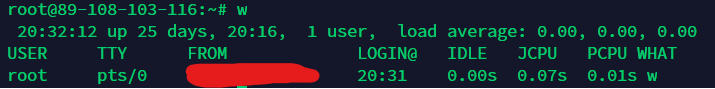 root@89-108-103-116:~# w
20:32:12 up 25 days, 20:16, 1 user, load average: 0.00, 0.00, 0.00
USER TTY FROM LOGIN@ IDLE JCPU PCPU WHAT
root pts/0 20:31 0.00s 0.07s 0.01s w